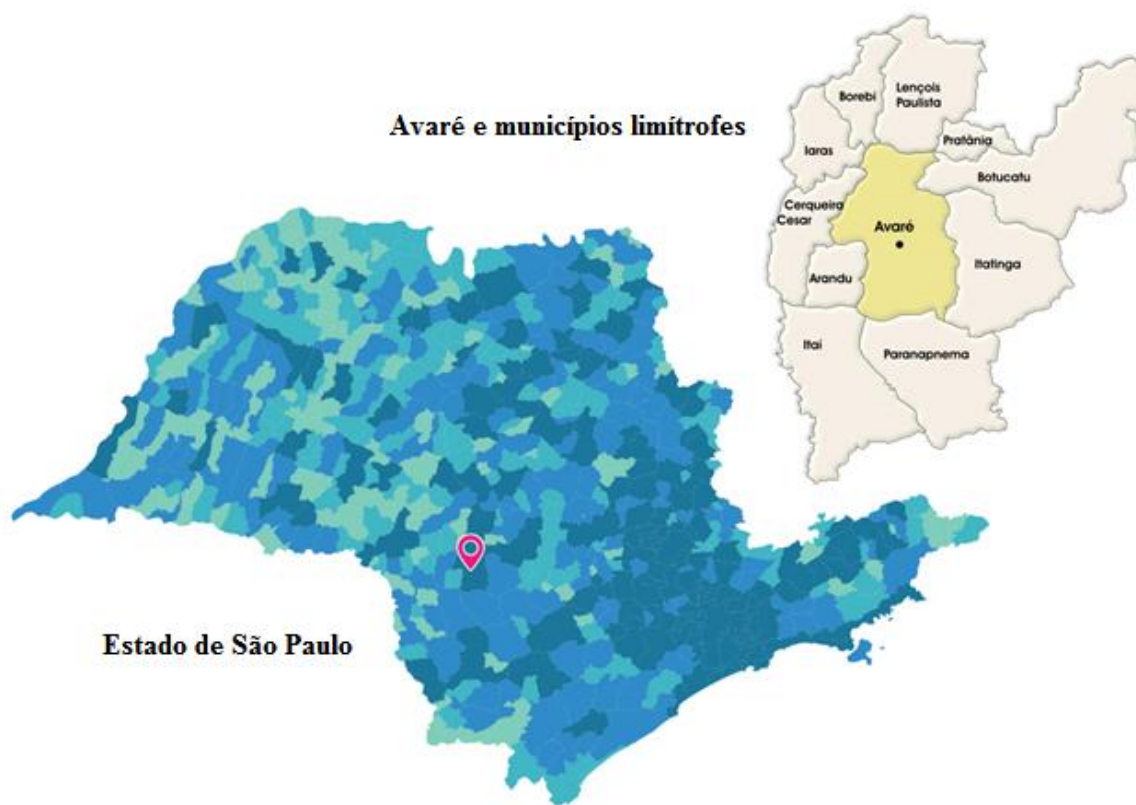 Avaré e municípios limítrofes
Borebi
Lençois
Paulista
Iaras
Pratânia
Botucatu
Cerqueira
Cesar
Avaré
Itatinga
Arandu
Itaí
Paranapnema
Estado de São Paulo